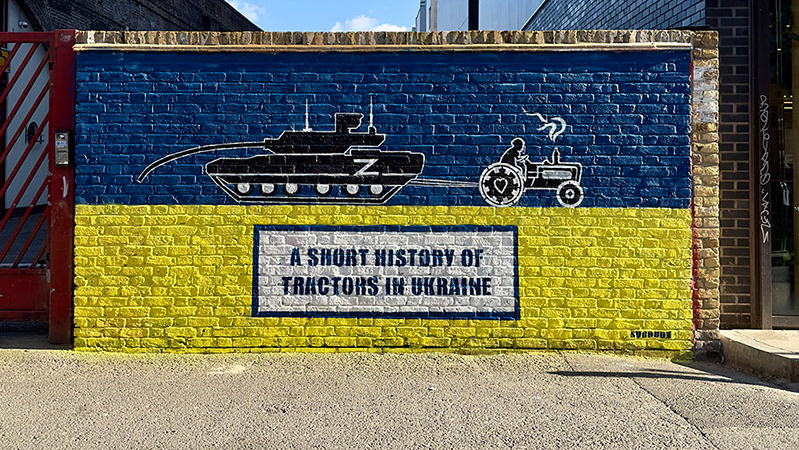 Z
A SHORT HISTORY OF
TRACTORS IN UKRAINE